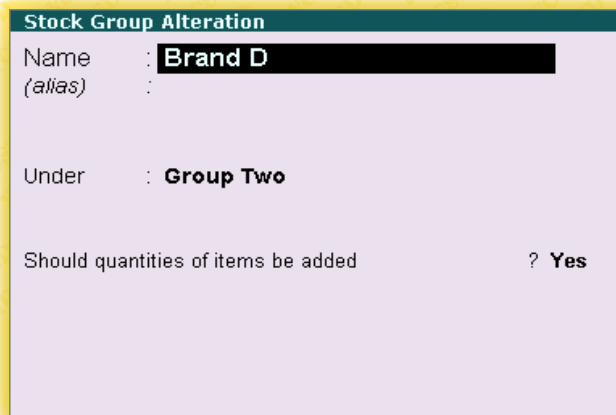 Stock Group Alteration
Name : Brand D
(alias) :
Under : Group Two
Should quantities of items be added ? Yes